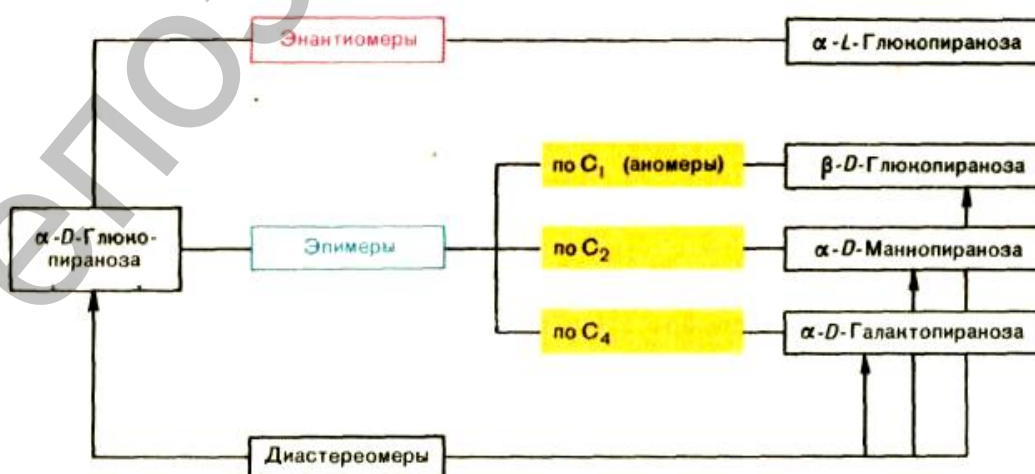 Энантиомеры
α-L-Глюкопираноза
по C₁ (аномеры)
β-D-Глюкопираноза
α-D-Глюко-
пираноза
Эпимеры
по C₂
α-D-Маннопираноза
по C₄
α-D-Галактопираноза
Диастереомеры